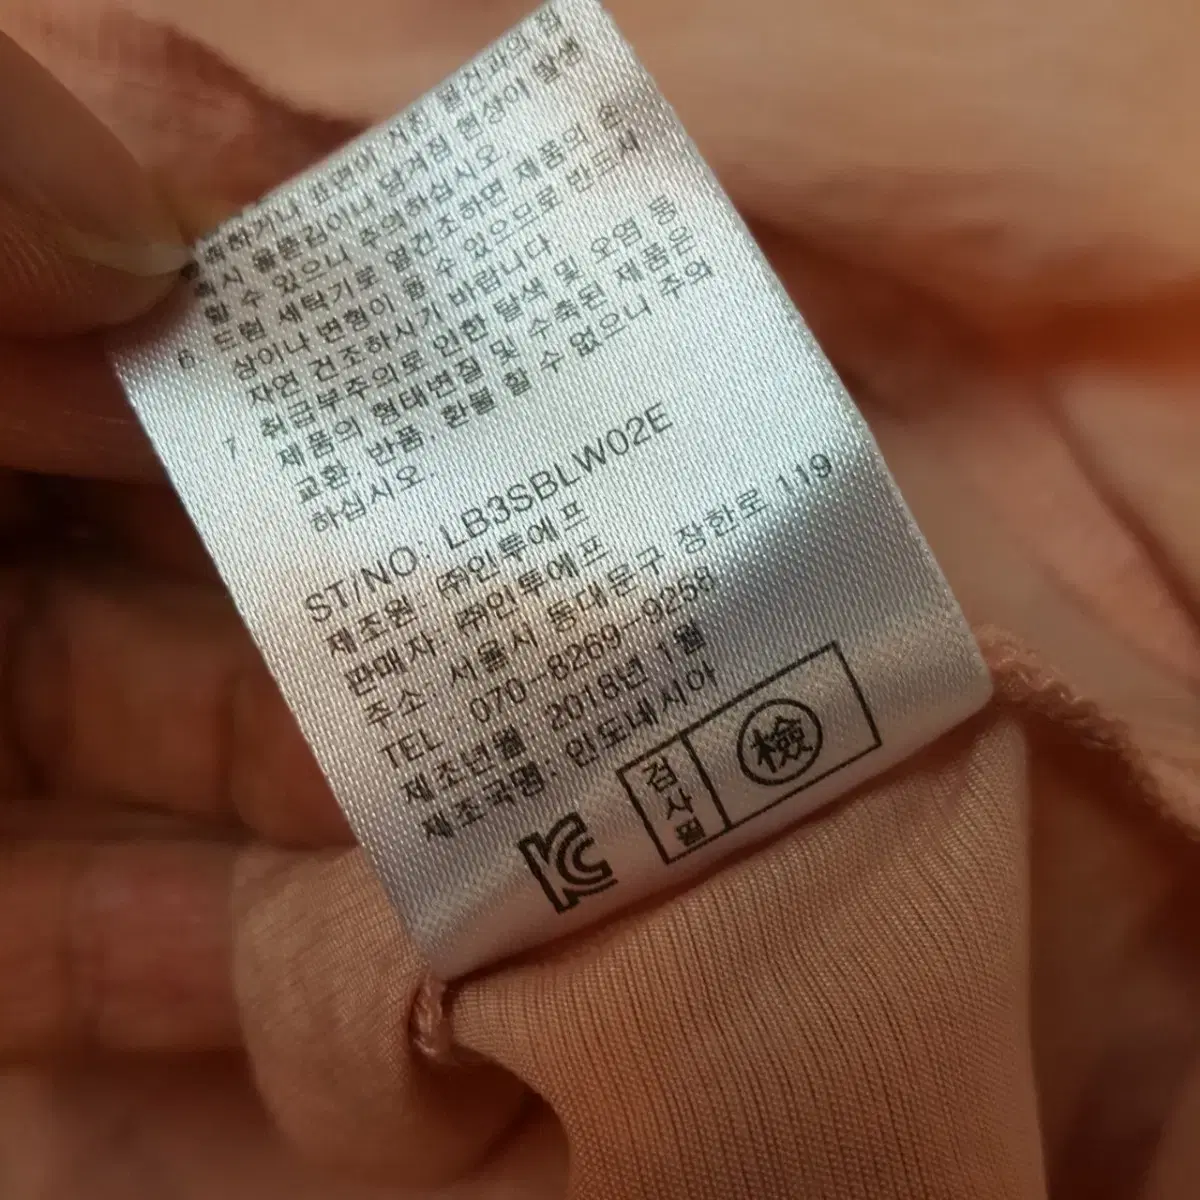 수축하거나 표면이 거친 물건과의 접
촉시 올뜯김이나 당겨짐 현상이 발생
할 수 있으니 주의하십시오
6. 드럼 세탁기로 열건조하면 제품의 손
상이나 변형이 올 수 있으므로 반드시
자연 건조하시기 바랍니다
7. 취급부주의로 인한 탈색 및 오염 등
제품의 형태변질 및 수축된 제품은
교환, 반품, 환불 할 수 없으니 주의
하십시오.
ST/NO: LB3SBLW02E
제조원: ㈜인투에프
판매자: ㈜인투에프
주소: 서울시 동대문구 장한로 119
TEL : 070-8269-9258
제조년월: 2018년 1월
제조국명: 인도네시아
KC
검사필
檢